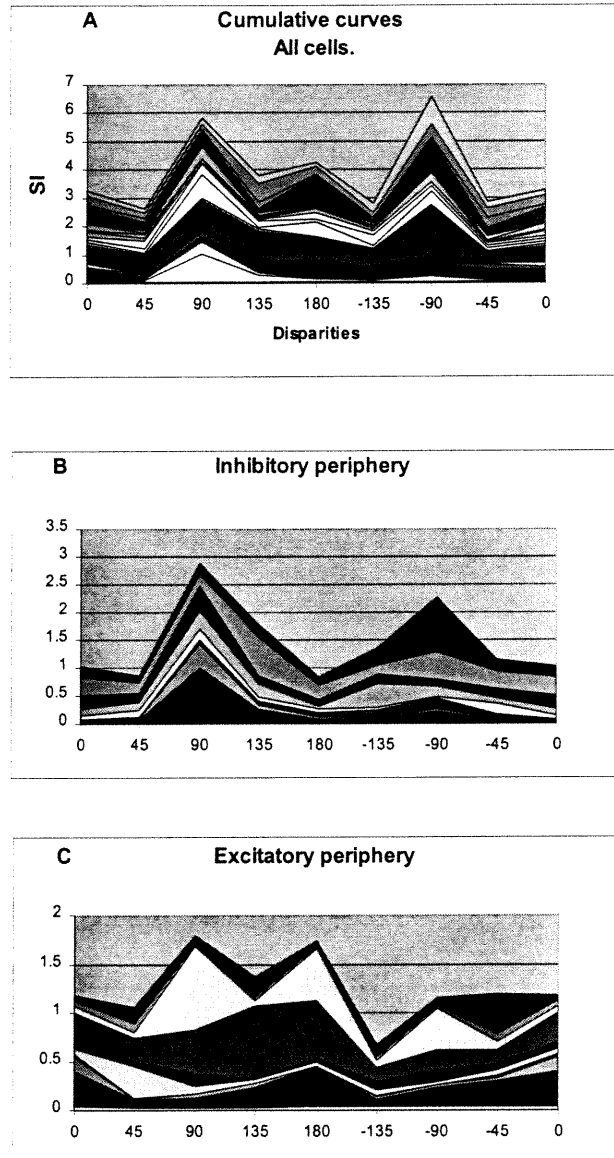 A Cumulative curves
All cells.
7
6
5
4
3
2
1
0
SI
0 45 90 135 180 -135 -90 -45 0
Disparities
B Inhibitory periphery
3.5
3
2.5
2
1.5
1
0.5
0
0 45 90 135 180 -135 -90 -45 0
C Excitatory periphery
2
1.5
1
0.5
0
0 45 90 135 180 -135 -90 -45 0